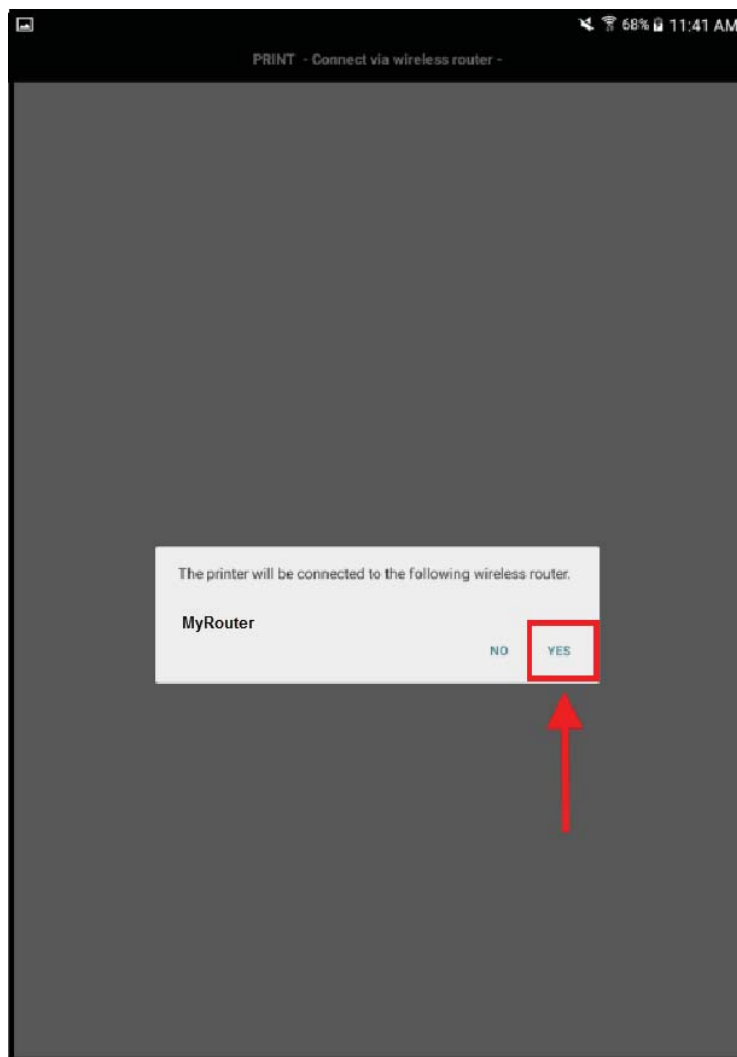 68% 11:41 AM
PRINT - Connect via wireless router -
The printer will be connected to the following wireless router.
MyRouter
NO YES